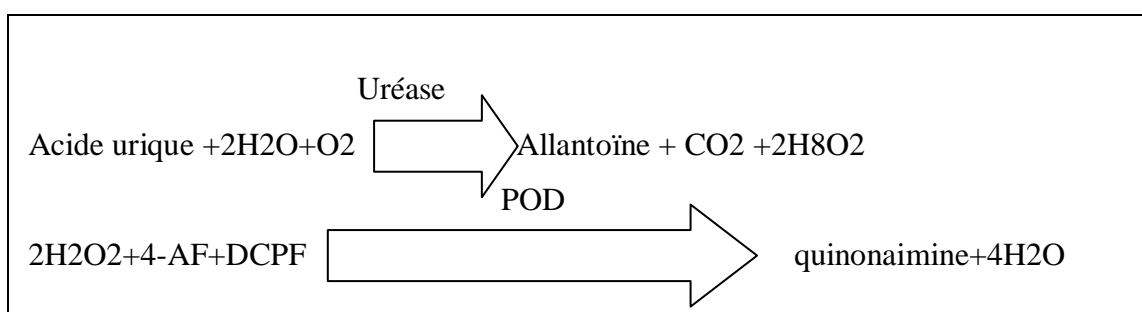 Uréase
Acide urique +2H2O+O2 Allantoïne + CO2 +2H8O2
POD
2H2O2+4-AF+DCPF quinonaimine+4H2O